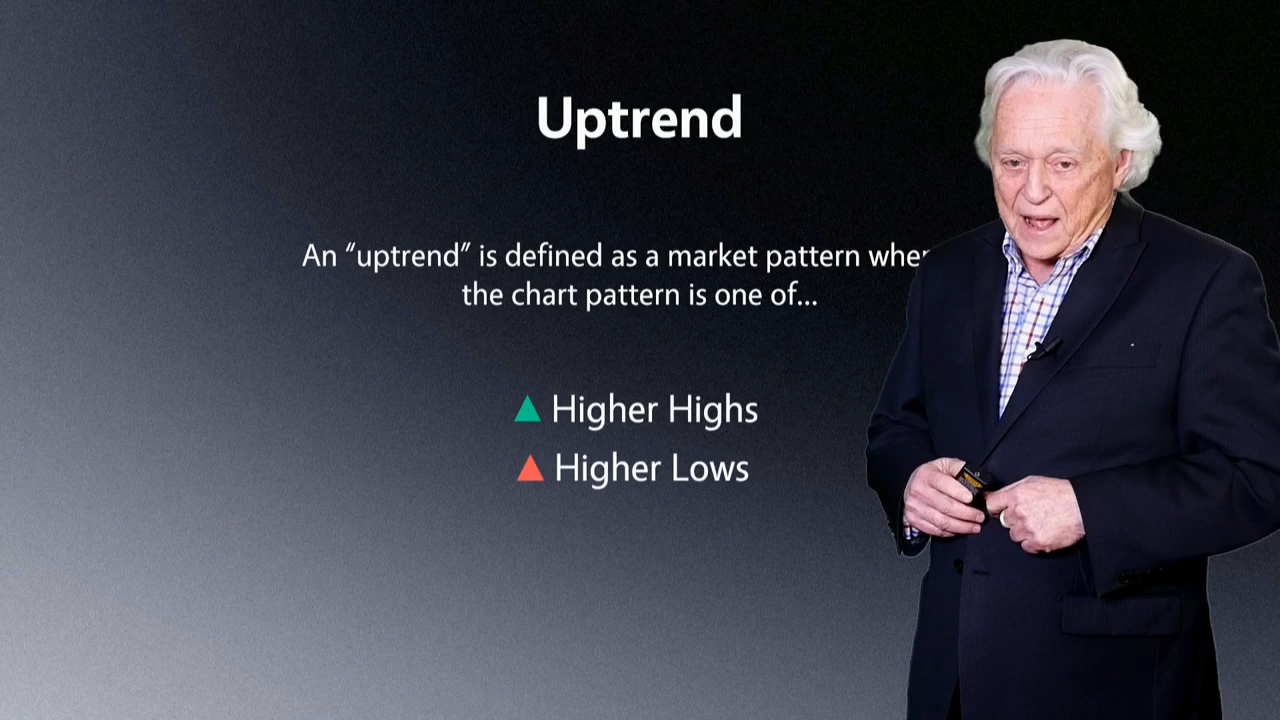 Uptrend
An “uptrend” is defined as a market pattern
the chart pattern is one of...
Higher Highs
Higher Lows